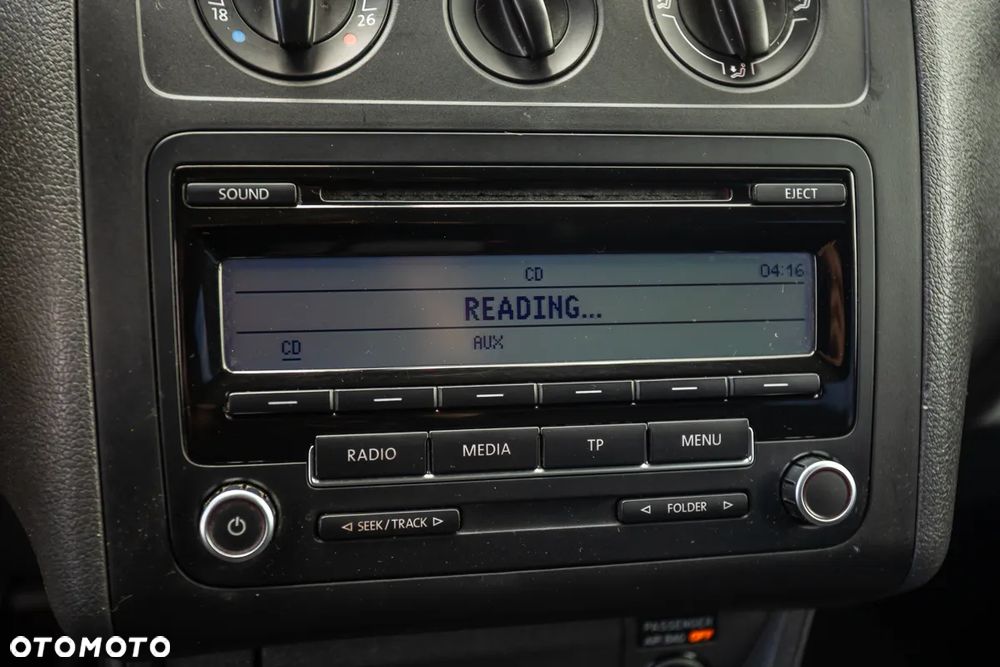 18 26
SOUND EJECT
CD 04:16
READING...
CD AUX
RADIO MEDIA TP MENU
SEEK/TRACK FOLDER
PASSENGER
AIR BAG OFF
OTOMOTO